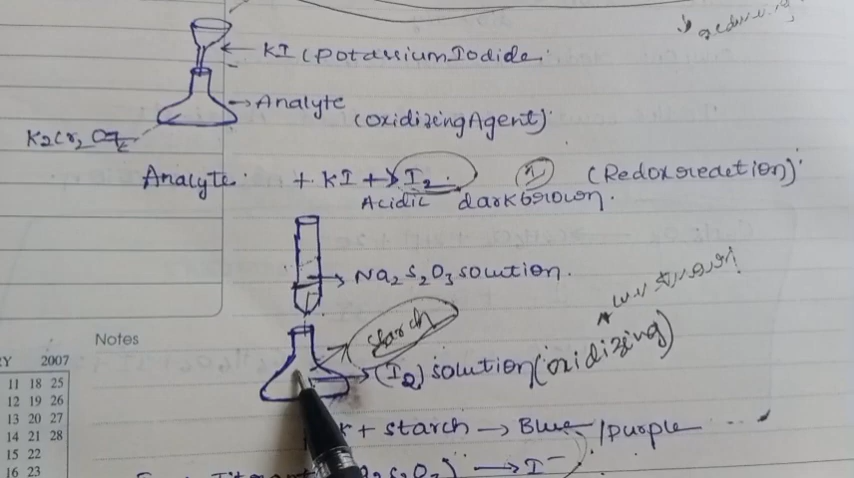 KI (Potassium Iodide.
Analyte
(oxidizing Agent).
K2Cr2O7
Analyte. + KI + → I2. (1) (Redox reaction).
Acidic dark brown.
Na2S2O3 solution.
starch
(I2) solution (oxidizing)
Notes
2007
11 18 25
12 19 26
13 20 27
14 21 28
15 22
16 23
+ starch → Blue/purple
→ I-